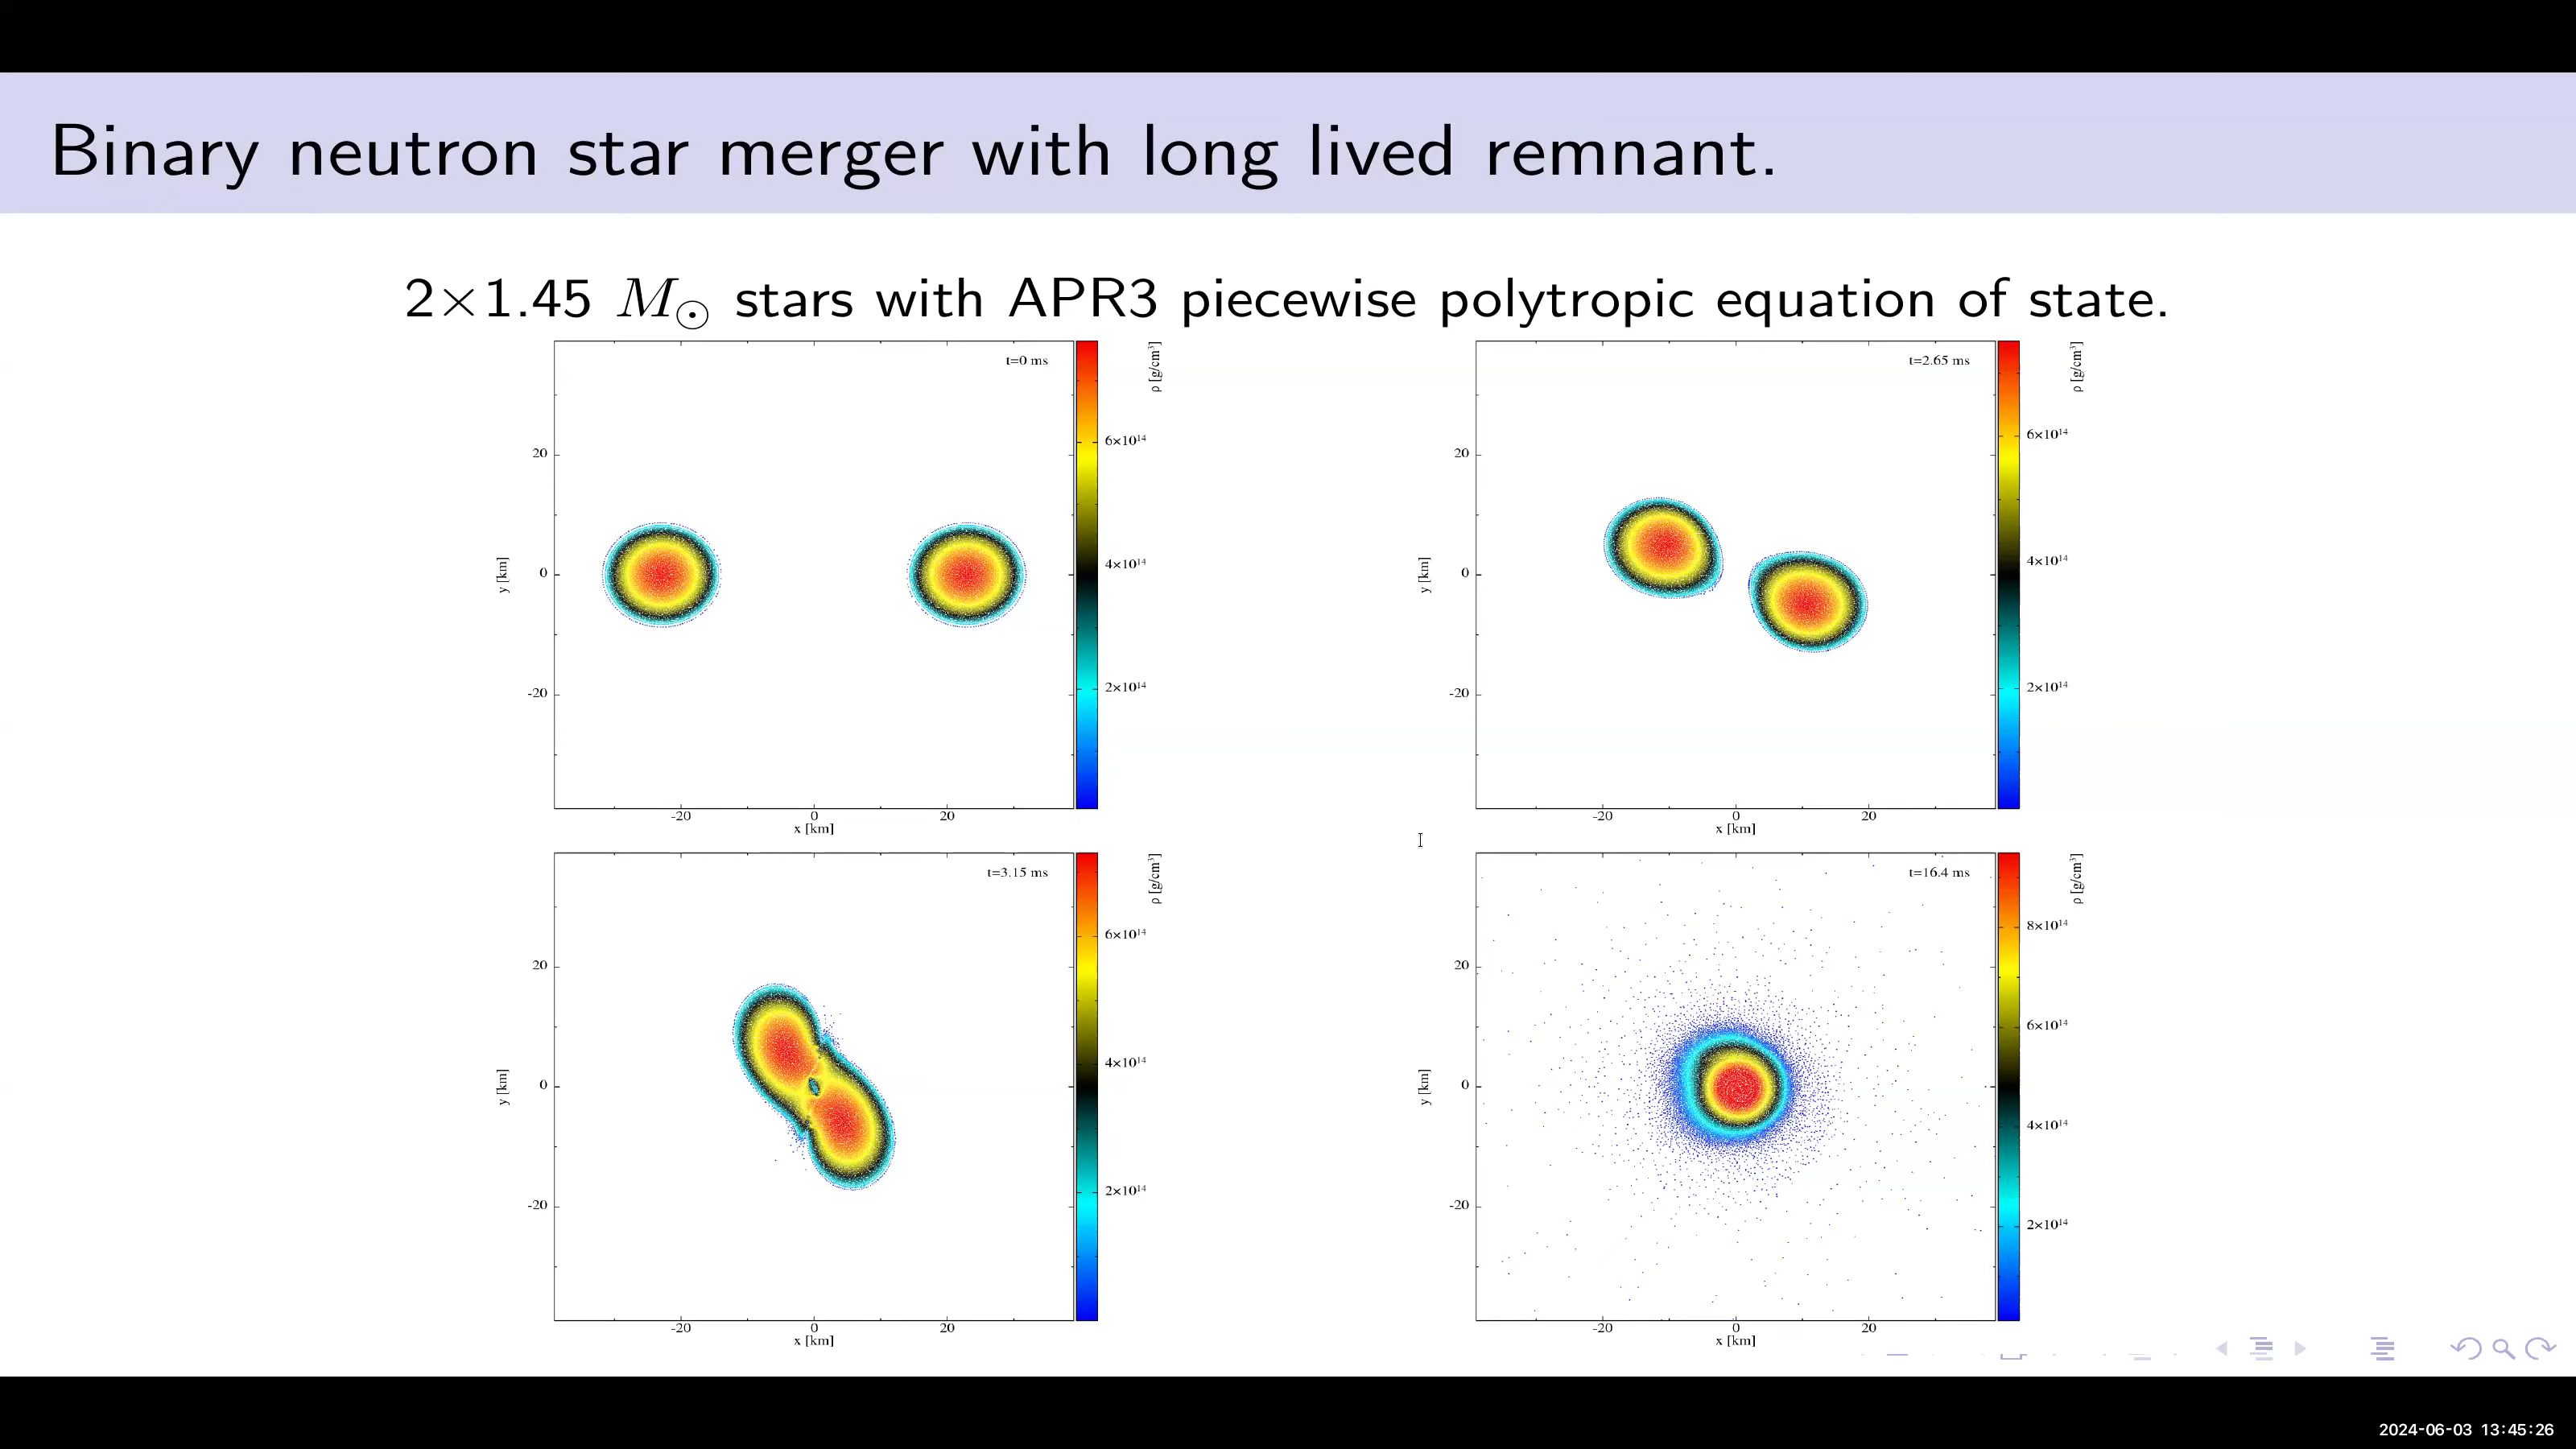 Binary neutron star merger with long lived remnant.
2×1.45 M⊙ stars with APR3 piecewise polytropic equation of state.
t=0 ms
ρ [g/cm³]
6×10¹⁴
4×10¹⁴
2×10¹⁴
20
0
-20
y [km]
-20 0 20
x [km]
t=2.65 ms
ρ [g/cm³]
6×10¹⁴
4×10¹⁴
2×10¹⁴
20
0
-20
y [km]
-20 0 20
x [km]
t=3.15 ms
ρ [g/cm³]
6×10¹⁴
4×10¹⁴
2×10¹⁴
20
0
-20
y [km]
-20 0 20
x [km]
t=16.4 ms
ρ [g/cm³]
8×10¹⁴
6×10¹⁴
4×10¹⁴
2×10¹⁴
20
0
-20
y [km]
-20 0 20
x [km]
2024-06-03 13:45:26